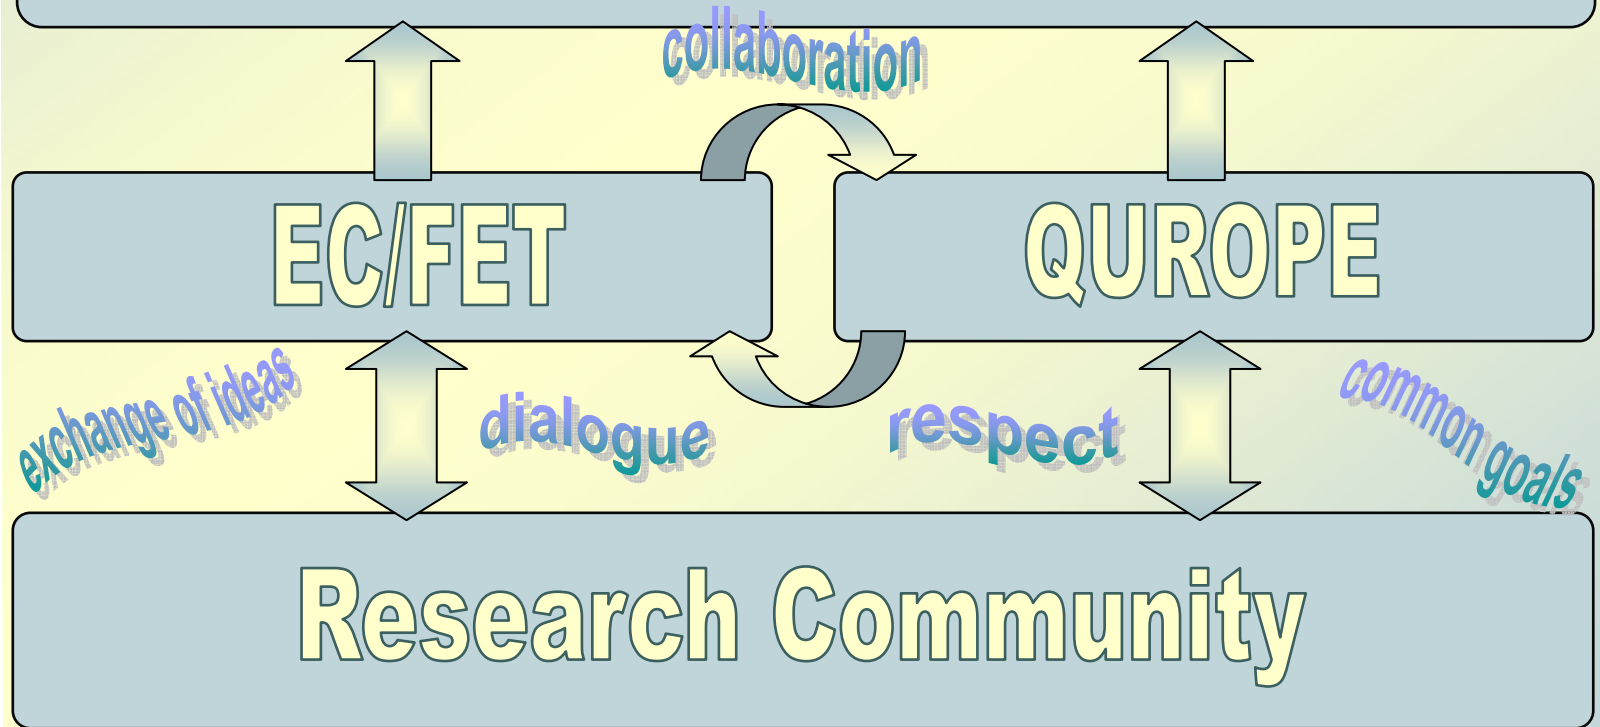 collaboration
EC/FET
QUROPE
exchange of ideas
dialogue
respect
common goals
Research Community